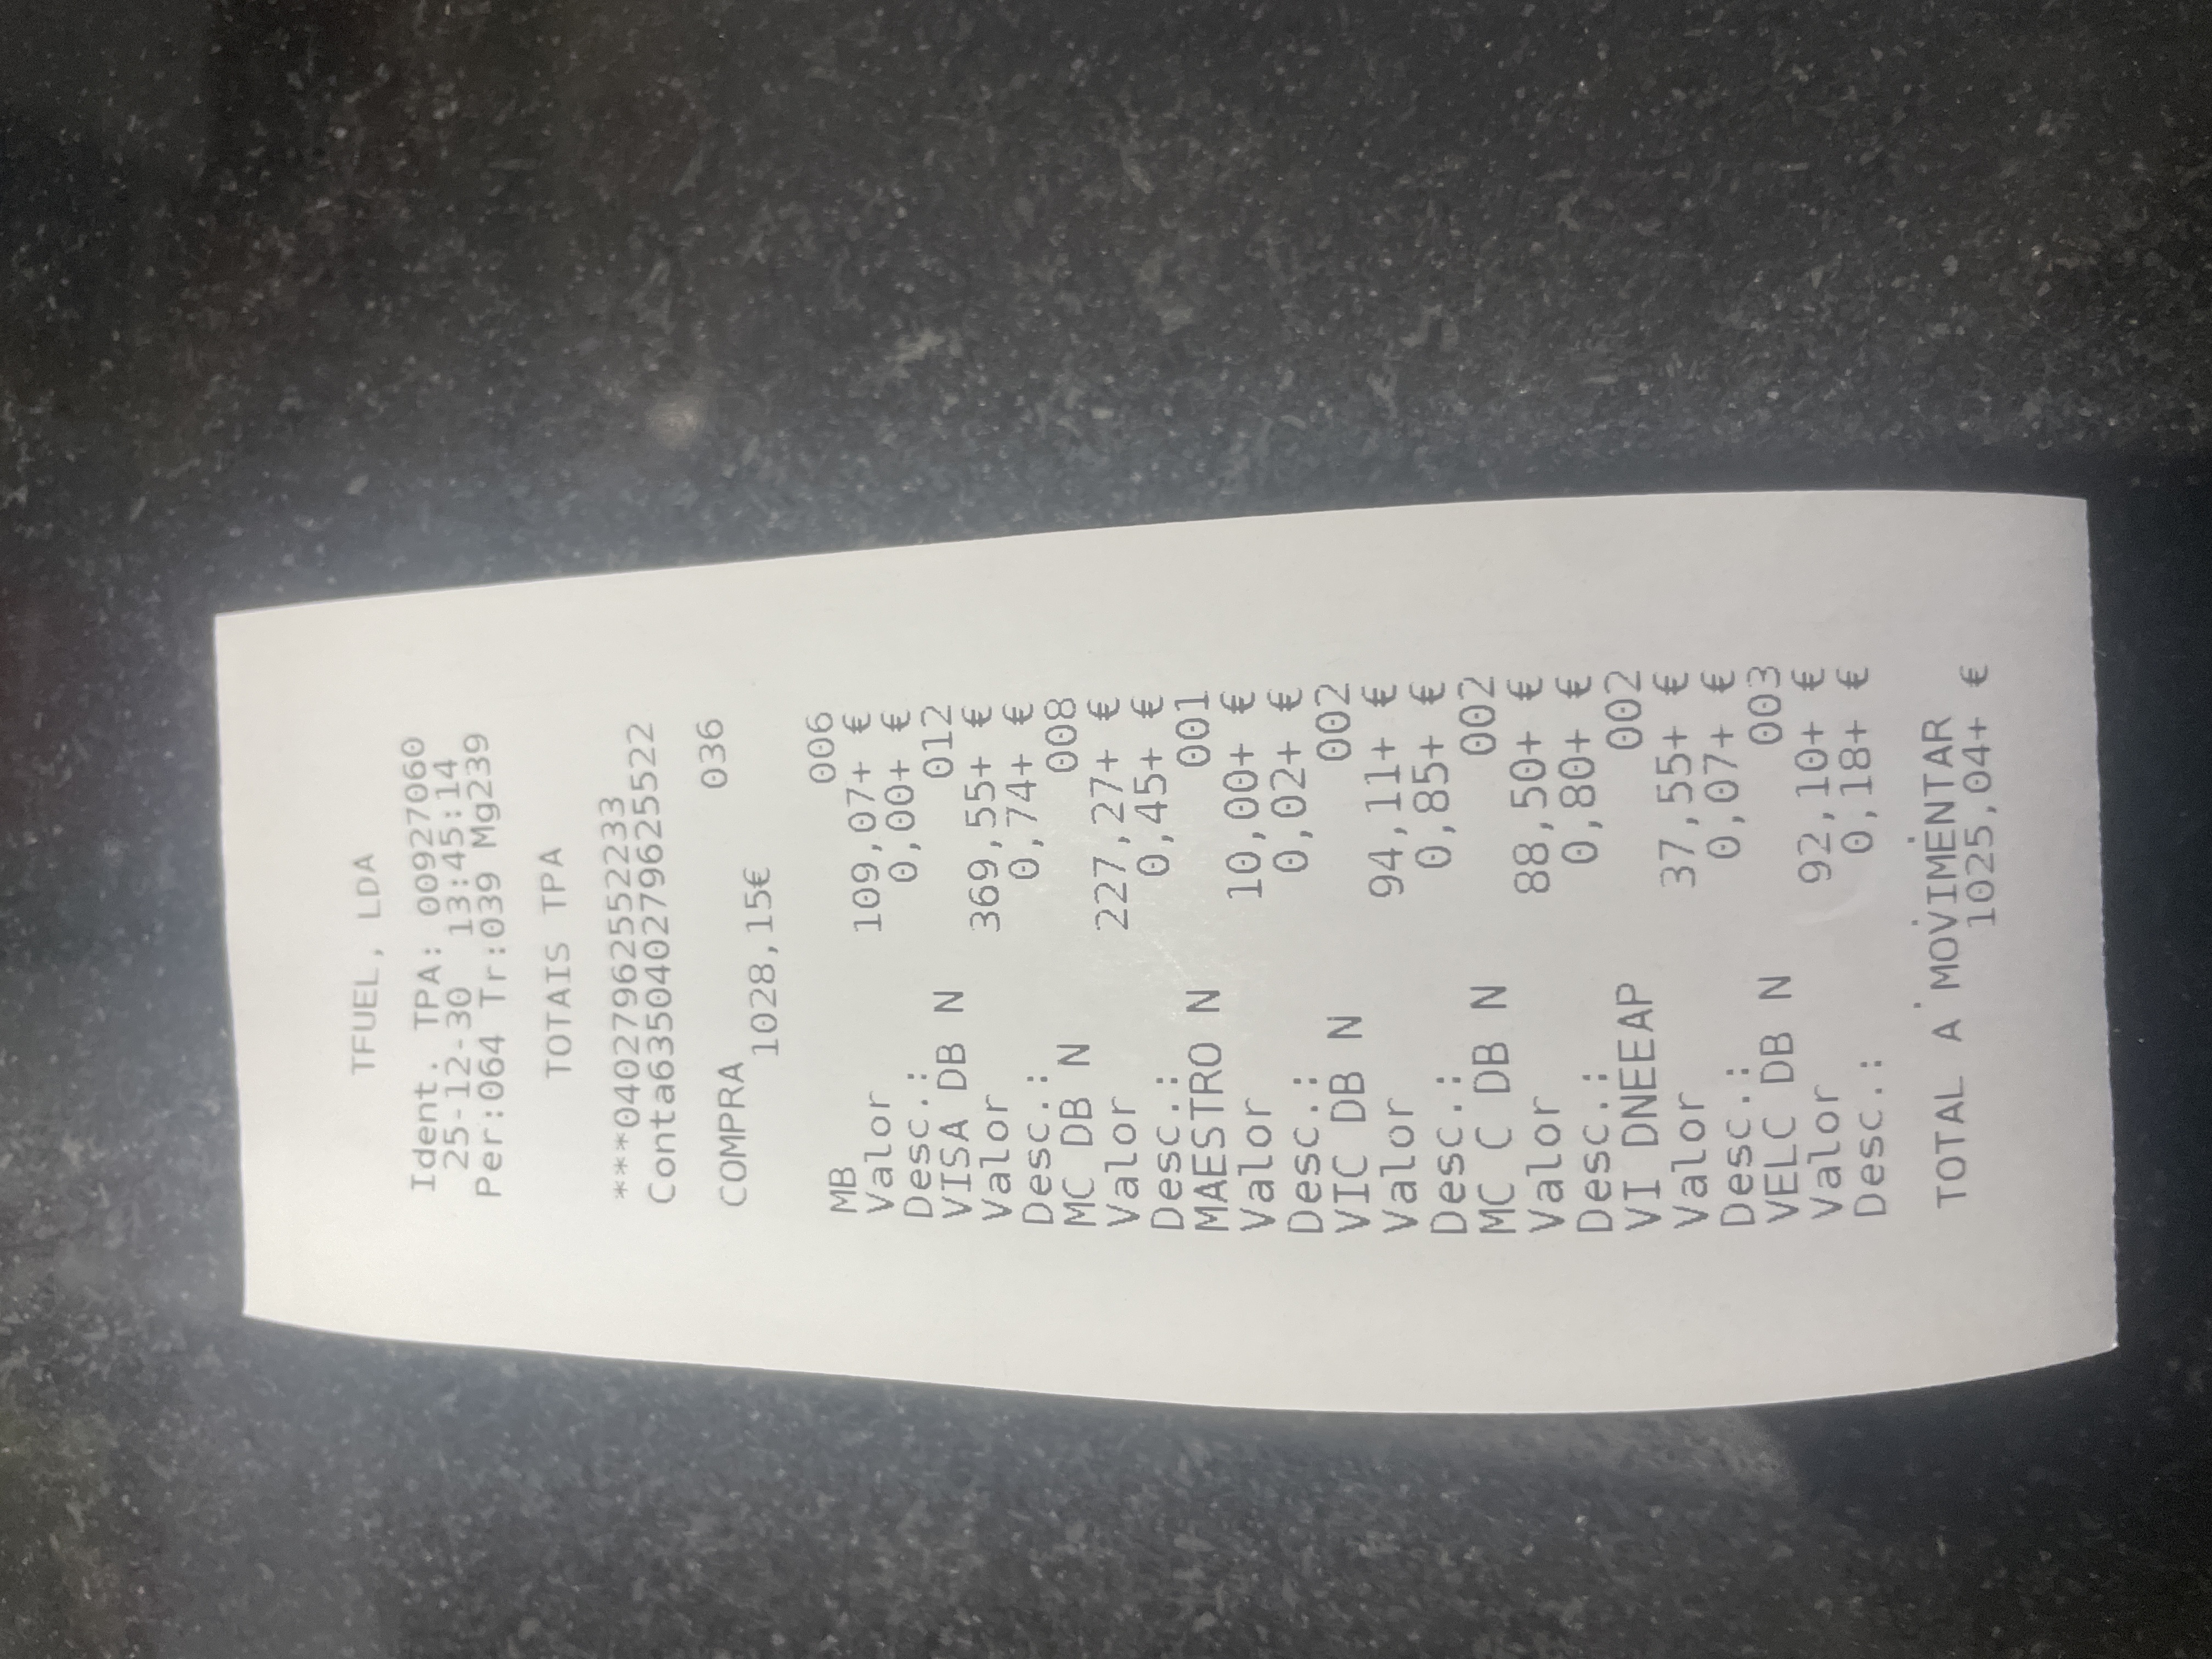 TFUEL, LDA
Ident. TPA: 009270060
25-12-30 13:45:14
Per:064 Tr:039 Mg239
TOTAIS TPA
***0402796255522​33
Conta63504027962552​2
COMPRA 036
1028,15€
MB 006
Valor 109,07+ €
Desc.: 0,00+ €
VISA DB N 012
Valor 369,55+ €
Desc.: 0,74+ €
MC DB N 008
Valor 227,27+ €
Desc.: 0,45+ €
MAESTRO N 001
Valor 10,00+ €
Desc.: 0,02+ €
VIC DB N 002
Valor 94,11+ €
Desc.: 0,85+ €
MC C DB N 002
Valor 88,50+ €
Desc.: 0,80+ €
VI DNEEAP 002
Valor 37,55+ €
Desc.: 0,07+ €
VELC DB N 003
Valor 92,10+ €
Desc.: 0,18+ €
TOTAL A MOVIMENTAR
1025,04+ €